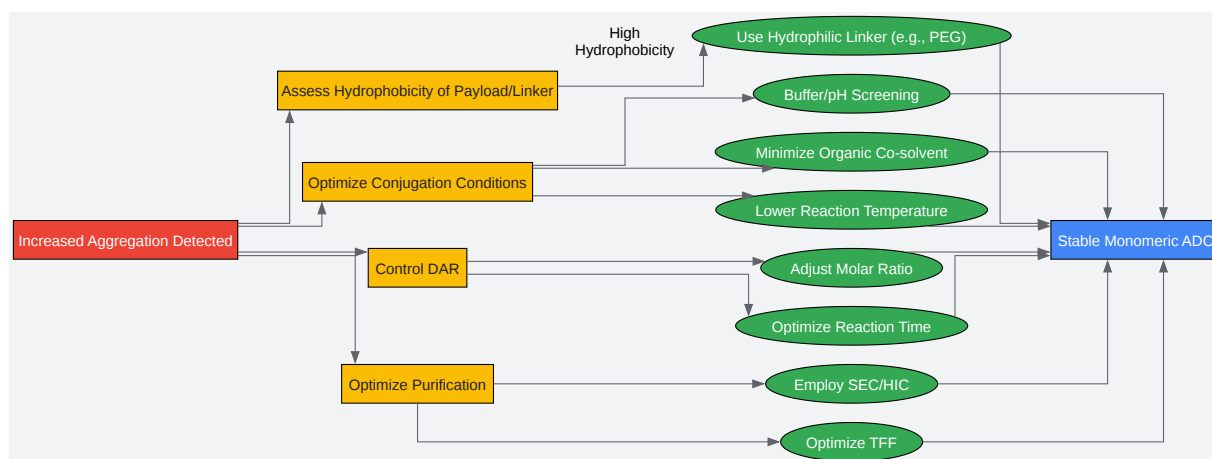 High
Hydrophobicity
Use Hydrophilic Linker (e.g., PEG)
Assess Hydrophobicity of Payload/Linker
Buffer/pH Screening
Minimize Organic Co-solvent
Optimize Conjugation Conditions
Lower Reaction Temperature
Increased Aggregation Detected
Stable Monomeric ADC
Control DAR
Adjust Molar Ratio
Optimize Reaction Time
Optimize Purification
Employ SEC/HIC
Optimize TFF